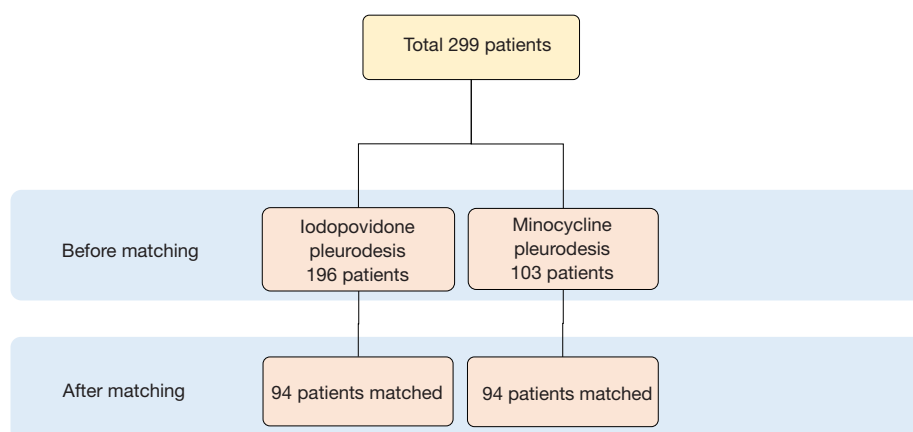 Total 299 patients
Before matching
Iodopovidone
pleurodesis
196 patients
Minocycline
pleurodesis
103 patients
After matching
94 patients matched
94 patients matched